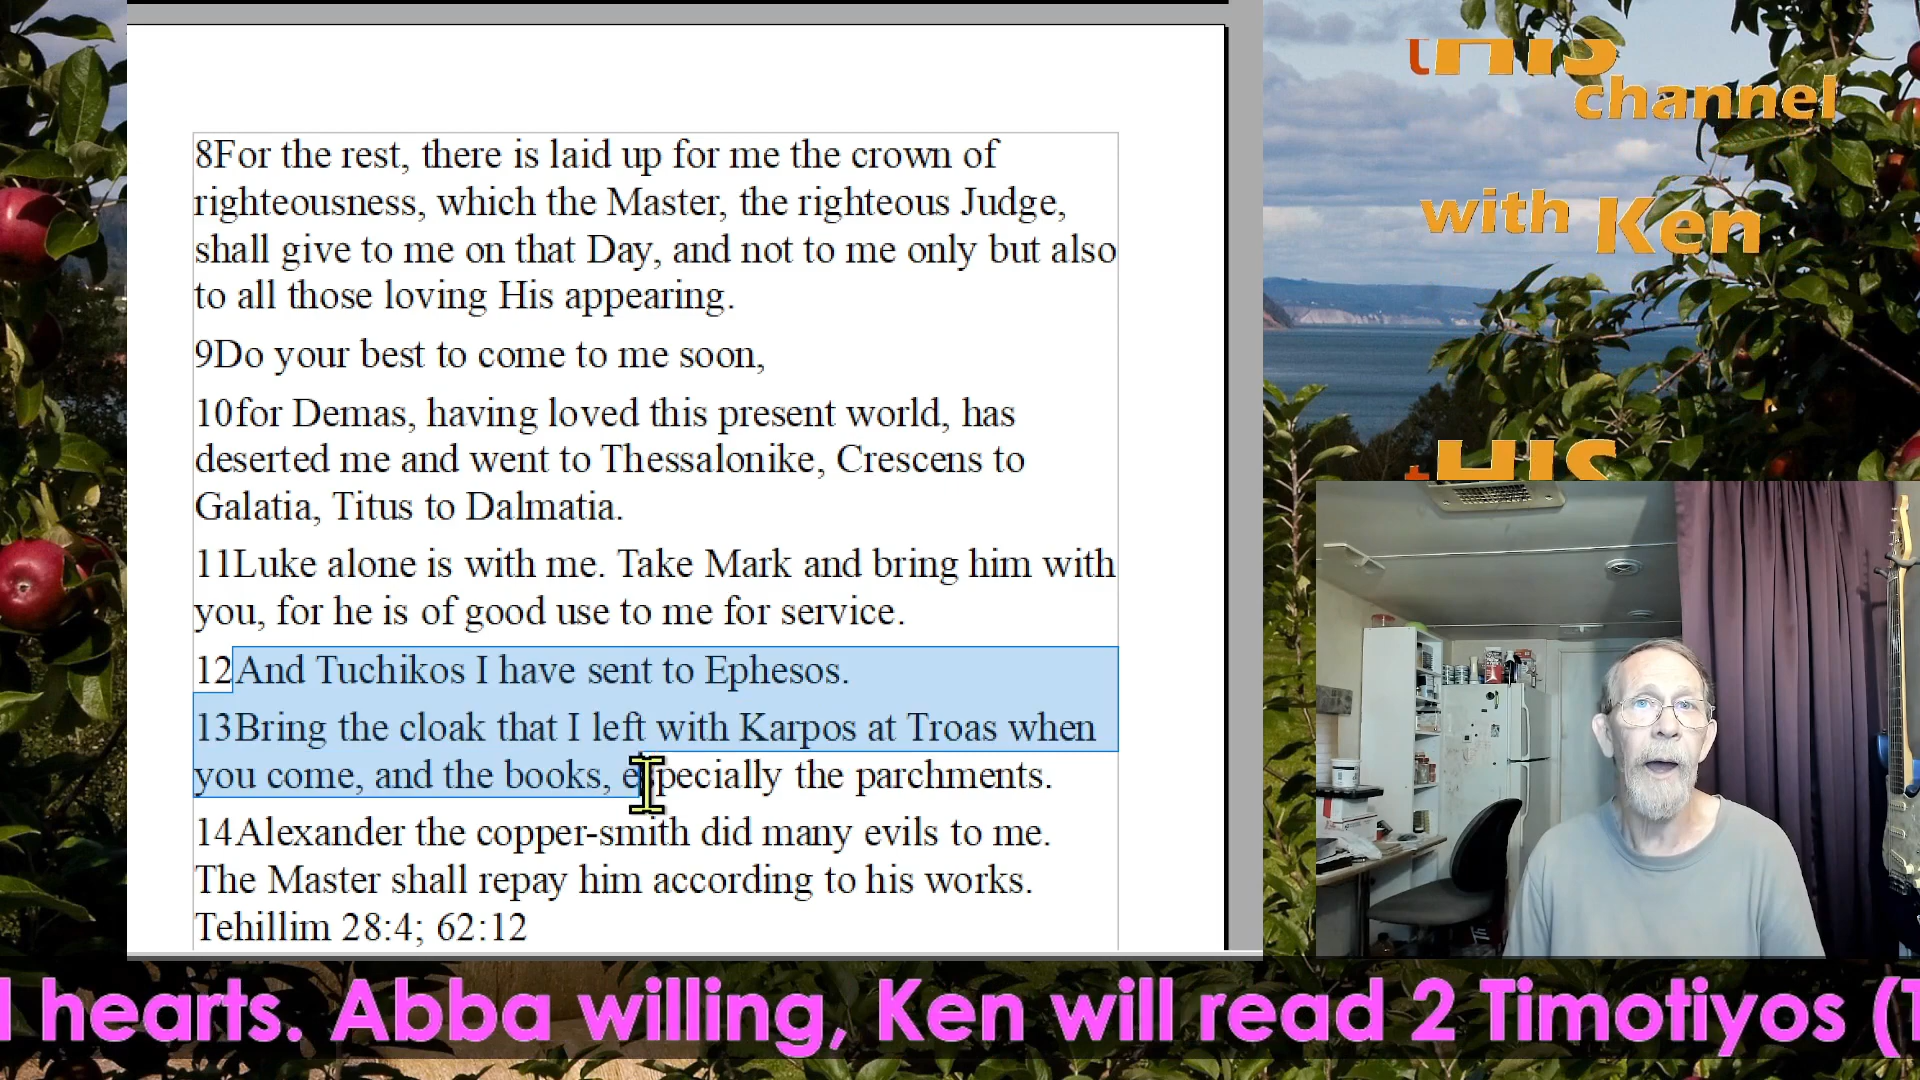 8For the rest, there is laid up for me the crown of
righteousness, which the Master, the righteous Judge,
shall give to me on that Day, and not to me only but also
to all those loving His appearing.
9Do your best to come to me soon,
10for Demas, having loved this present world, has
deserted me and went to Thessalonike, Crescens to
Galatia, Titus to Dalmatia.
11Luke alone is with me. Take Mark and bring him with
you, for he is of good use to me for service.
12And Tuchikos I have sent to Ephesos.
13Bring the cloak that I left with Karpos at Troas when
you come, and the books, especially the parchments.
14Alexander the copper-smith did many evils to me.
The Master shall repay him according to his works.
Tehillim 28:4; 62:12
tHIS
channel
with Ken
tHIS
hearts. Abba willing, Ken will read 2 Timotiyos (